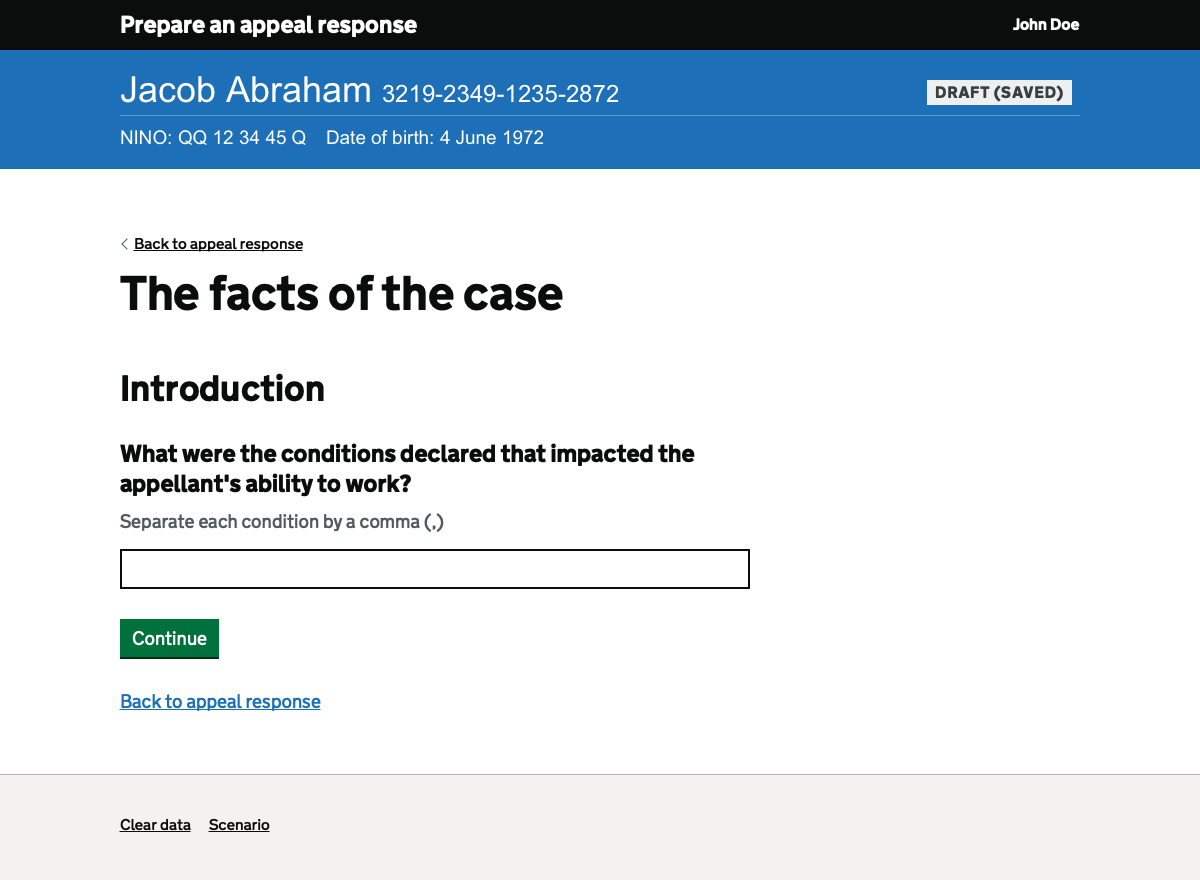 Prepare an appeal response John Doe
Jacob Abraham 3219-2349-1235-2872 DRAFT (SAVED)
NINO: QQ 12 34 45 Q Date of birth: 4 June 1972
Back to appeal response
The facts of the case
Introduction
What were the conditions declared that impacted the
appellant's ability to work?
Separate each condition by a comma (,)
Continue
Back to appeal response
Clear data Scenario